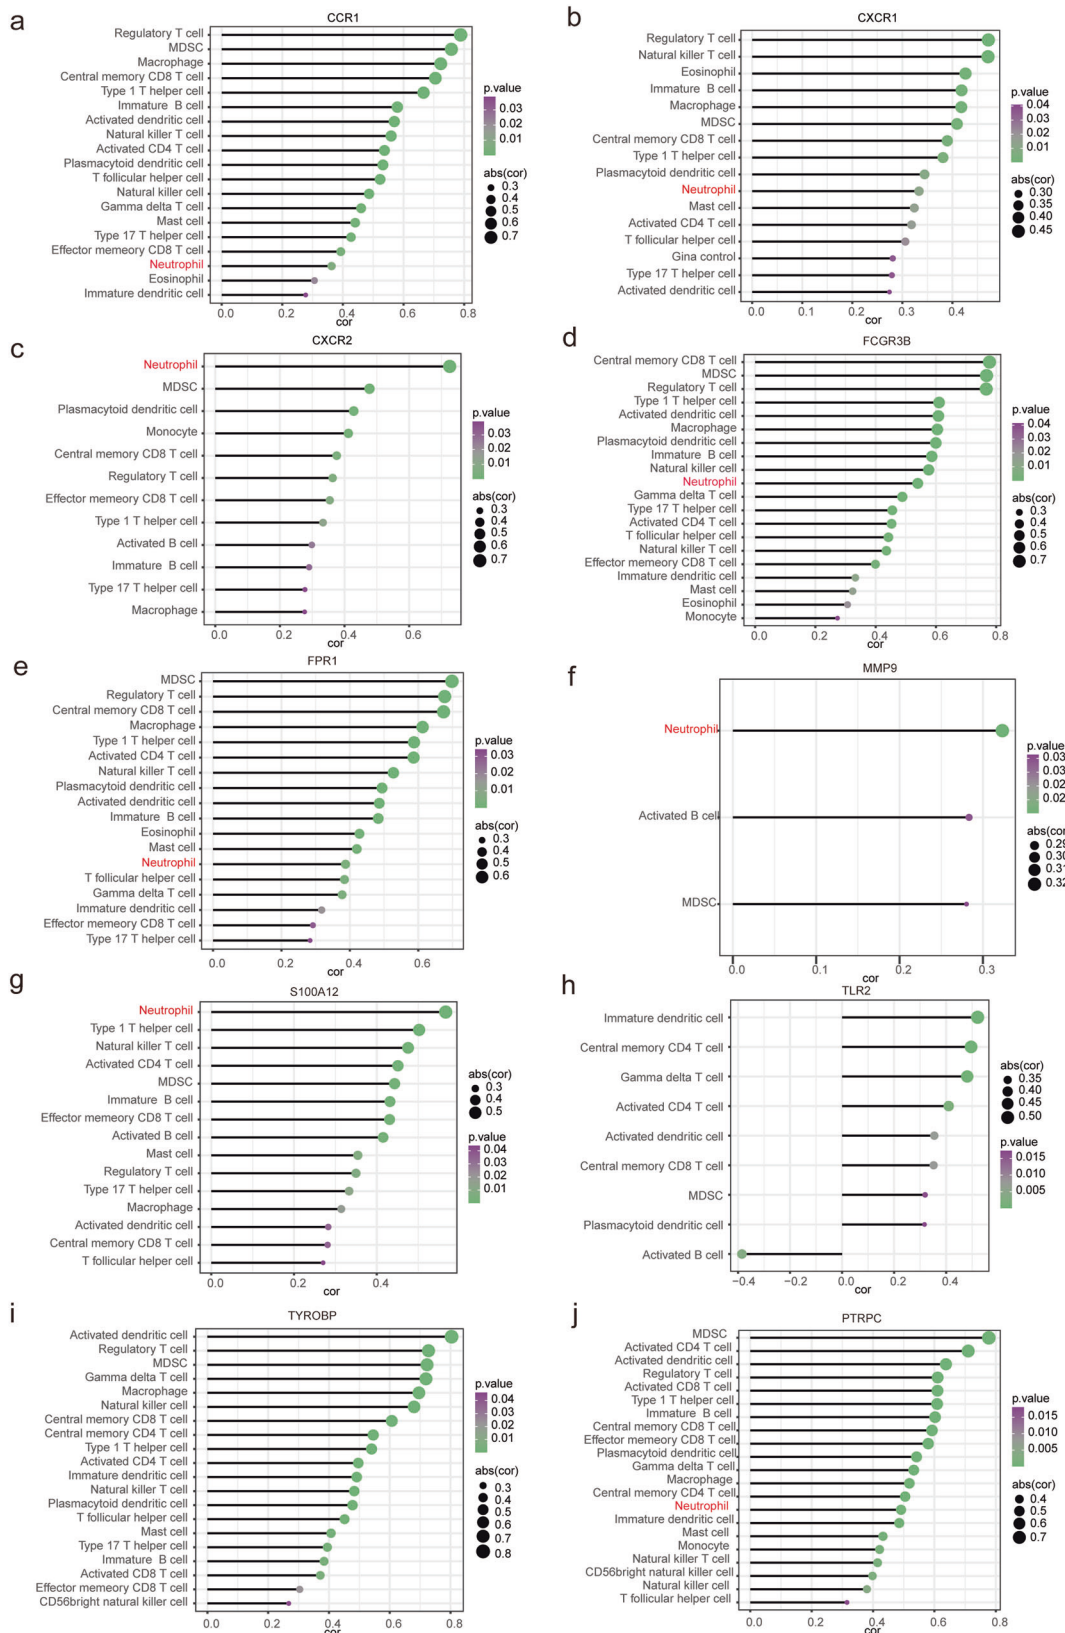 a
CCR1
Regulatory T cell
MDSC
Macrophage
Central memory CD8 T cell
Type 1 T helper cell
Immature B cell
Activated dendritic cell
Natural killer T cell
Activated CD4 T cell
Plasmacytoid dendritic cell
T follicular helper cell
Natural killer cell
Gamma delta T cell
Mast cell
Type 17 T helper cell
Effector memeory CD8 T cell
Neutrophil
Eosinophil
Immature dendritic cell
0.0 0.2 0.4 0.6 0.8
cor
p.value
0.03
0.02
0.01
abs(cor)
0.3
0.4
0.5
0.6
0.7
b
CXCR1
Regulatory T cell
Natural killer T cell
Eosinophil
Immature B cell
Macrophage
MDSC
Central memory CD8 T cell
Type 1 T helper cell
Plasmacytoid dendritic cell
Neutrophil
Mast cell
Activated CD4 T cell
T follicular helper cell
Gina control
Type 17 T helper cell
Activated dendritic cell
0.0 0.1 0.2 0.3 0.4
cor
p.value
0.04
0.03
0.02
0.01
abs(cor)
0.30
0.35
0.40
0.45
c
CXCR2
Neutrophil
MDSC
Plasmacytoid dendritic cell
Monocyte
Central memory CD8 T cell
Regulatory T cell
Effector memeory CD8 T cell
Type 1 T helper cell
Activated B cell
Immature B cell
Type 17 T helper cell
Macrophage
0.0 0.2 0.4 0.6
cor
p.value
0.03
0.02
0.01
abs(cor)
0.3
0.4
0.5
0.6
0.7
d
FCGR3B
Central memory CD8 T cell
MDSC
Regulatory T cell
Type 1 T helper cell
Activated dendritic cell
Macrophage
Plasmacytoid dendritic cell
Immature B cell
Natural killer cell
Neutrophil
Gamma delta T cell
Type 17 T helper cell
Activated CD4 T cell
T follicular helper cell
Natural killer T cell
Effector memeory CD8 T cell
Immature dendritic cell
Mast cell
Eosinophil
Monocyte
0.0 0.2 0.4 0.6 0.8
cor
p.value
0.04
0.03
0.02
0.01
abs(cor)
0.3
0.4
0.5
0.6
0.7
e
FPR1
MDSC
Regulatory T cell
Central memory CD8 T cell
Macrophage
Type 1 T helper cell
Activated CD4 T cell
Natural killer T cell
Plasmacytoid dendritic cell
Activated dendritic cell
Immature B cell
Eosinophil
Mast cell
Neutrophil
T follicular helper cell
Gamma delta T cell
Immature dendritic cell
Effector memeory CD8 T cell
Type 17 T helper cell
0.0 0.2 0.4 0.6
cor
p.value
0.03
0.02
0.01
abs(cor)
0.3
0.4
0.5
0.6
f
MMP9
Neutrophil
Activated B cell
MDSC
0.0 0.1 0.2 0.3
cor
p.value
0.03
0.03
0.02
0.02
abs(cor)
0.29
0.30
0.31
0.32
g
S100A12
Neutrophil
Type 1 T helper cell
Natural killer T cell
Activated CD4 T cell
MDSC
Immature B cell
Effector memeory CD8 T cell
Activated B cell
Mast cell
Regulatory T cell
Type 17 T helper cell
Macrophage
Activated dendritic cell
Central memory CD8 T cell
T follicular helper cell
0.0 0.2 0.4
cor
abs(cor)
0.3
0.4
0.5
p.value
0.04
0.03
0.02
0.01
h
TLR2
Immature dendritic cell
Central memory CD4 T cell
Gamma delta T cell
Activated CD4 T cell
Activated dendritic cell
Central memory CD8 T cell
MDSC
Plasmacytoid dendritic cell
Activated B cell
−0.4 −0.2 0.0 0.2 0.4
cor
abs(cor)
0.35
0.40
0.45
0.50
p.value
0.015
0.010
0.005
i
TYROBP
Activated dendritic cell
Regulatory T cell
MDSC
Gamma delta T cell
Macrophage
Natural killer cell
Central memory CD8 T cell
Central memory CD4 T cell
Type 1 T helper cell
Activated CD4 T cell
Immature dendritic cell
Natural killer T cell
Plasmacytoid dendritic cell
T follicular helper cell
Mast cell
Type 17 T helper cell
Immature B cell
Activated CD8 T cell
Effector memeory CD8 T cell
CD56bright natural killer cell
0.0 0.2 0.4 0.6 0.8
cor
p.value
0.04
0.03
0.02
0.01
abs(cor)
0.3
0.4
0.5
0.6
0.7
0.8
j
PTRPC
MDSC
Activated CD4 T cell
Activated dendritic cell
Regulatory T cell
Activated CD8 T cell
Type 1 T helper cell
Immature B cell
Central memory CD8 T cell
Effector memeory CD8 T cell
Plasmacytoid dendritic cell
Gamma delta T cell
Macrophage
Central memory CD4 T cell
Neutrophil
Immature dendritic cell
Mast cell
Monocyte
Natural killer T cell
CD56bright natural killer cell
Natural killer cell
T follicular helper cell
0.0 0.2 0.4 0.6 0.8
cor
p.value
0.015
0.010
0.005
abs(cor)
0.4
0.5
0.6
0.7